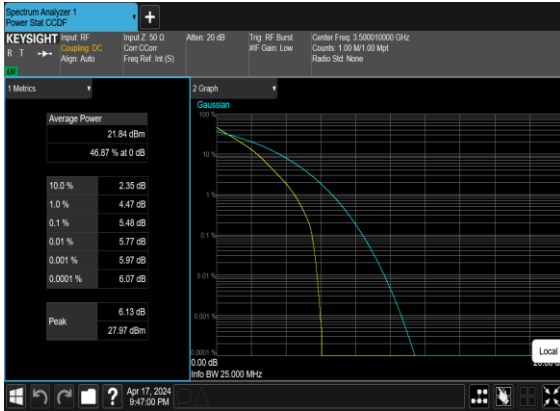 Spectrum Analyzer 1
Power Stat CCDF
+
KEYSIGHT Input: RF Input Z: 50 Ω Atten: 20 dB Trig: RF Burst Center Freq: 3.500010000 GHz
R T Coupling: DC Corr CCorr #IF Gain: Low Counts: 1.00 M/1.00 Mpt
Align: Auto Freq Ref: Int (S) Radio Std: None
1 Metrics
2 Graph
Average Power
21.84 dBm
46.87 % at 0 dB
10.0 % 2.35 dB
1.0 % 4.47 dB
0.1 % 5.48 dB
0.01 % 5.77 dB
0.001 % 5.97 dB
0.0001 % 6.07 dB
Peak
6.13 dB
27.97 dBm
Gaussian
100 %
10 %
1 %
0.1 %
0.01 %
0.001 %
0.0001 %
0.00 dB
Info BW 25.000 MHz
Local
?
Apr 17, 2024
9:47:00 PM